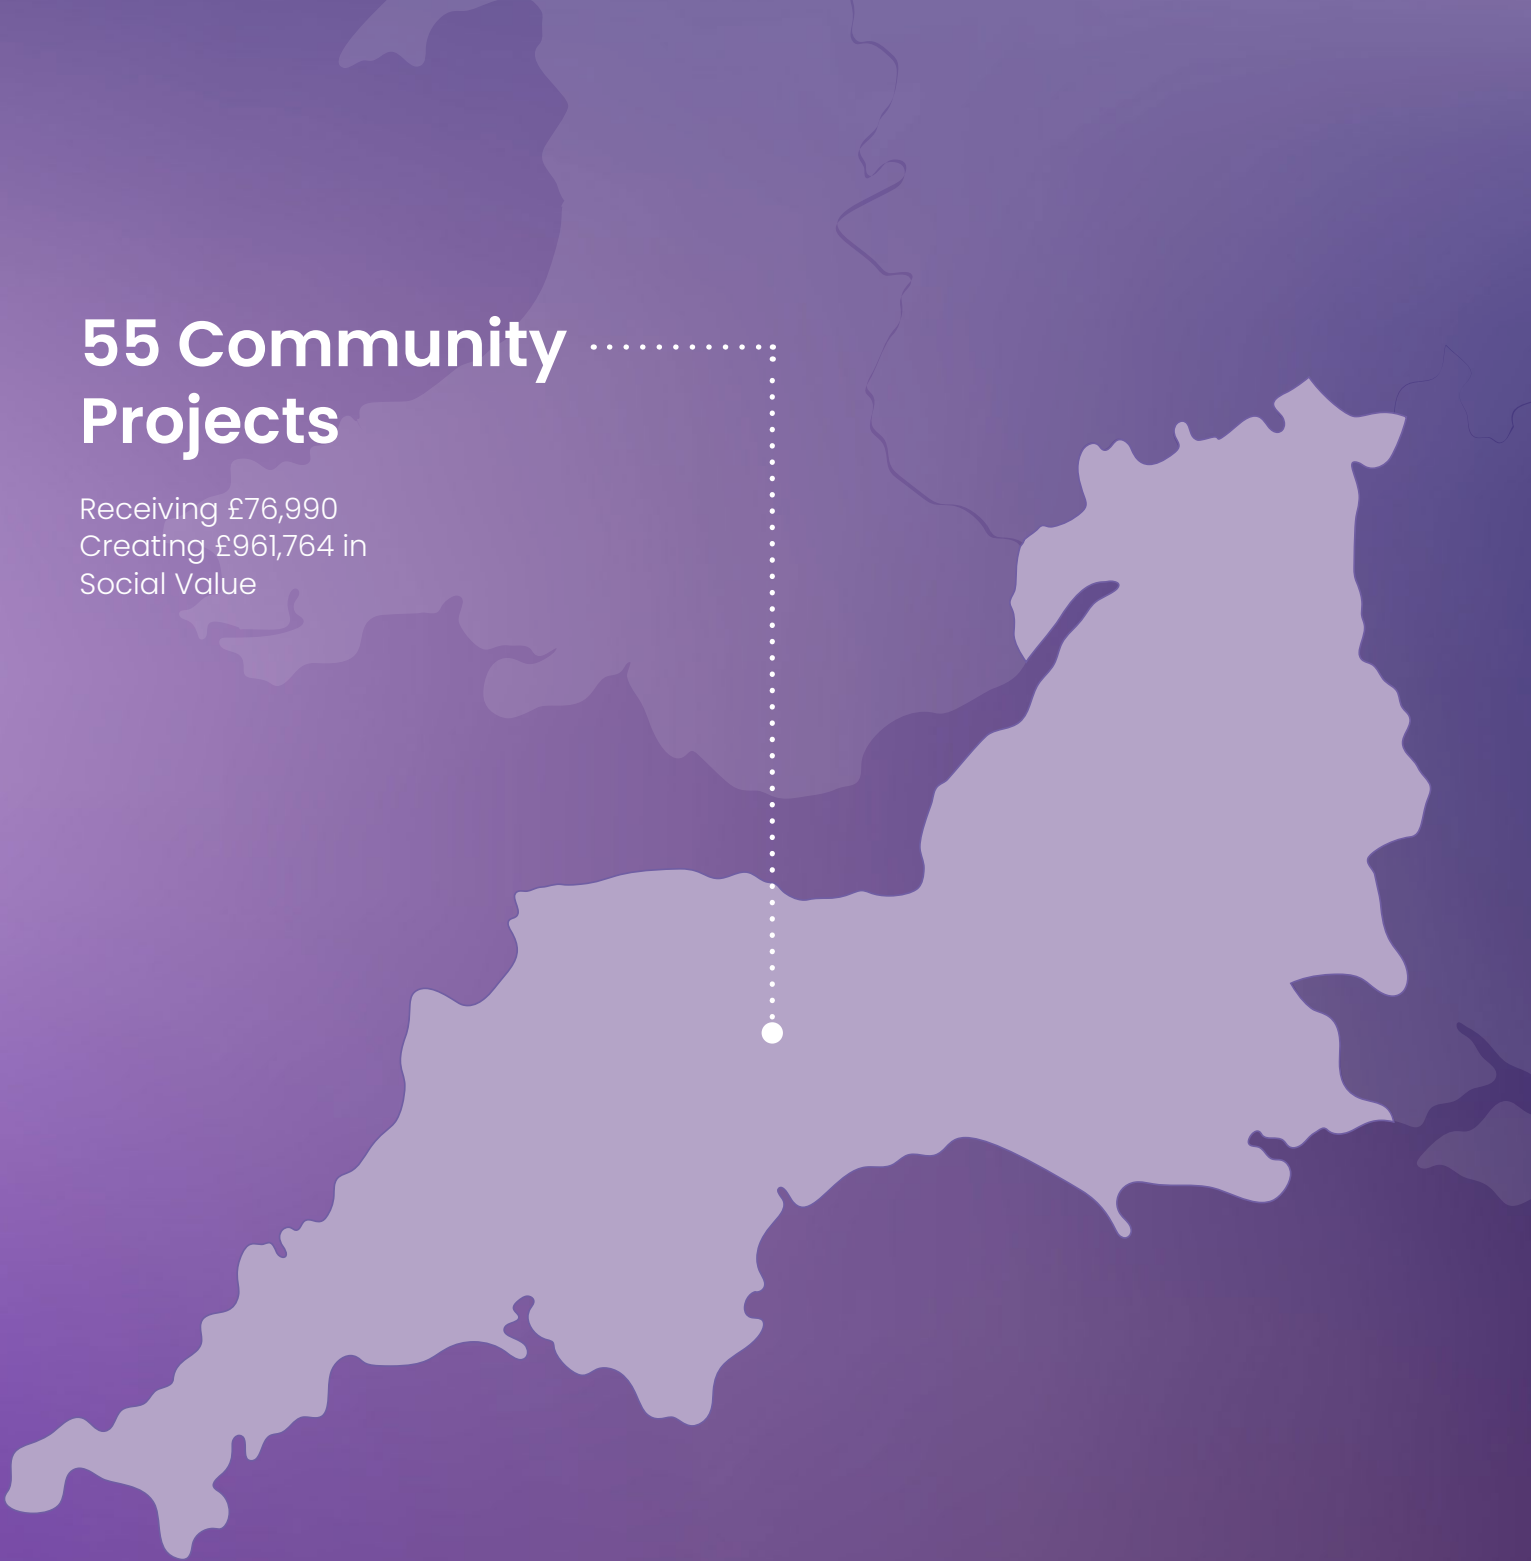 55 Community
Projects
Receiving £76,990
Creating £961,764 in
Social Value